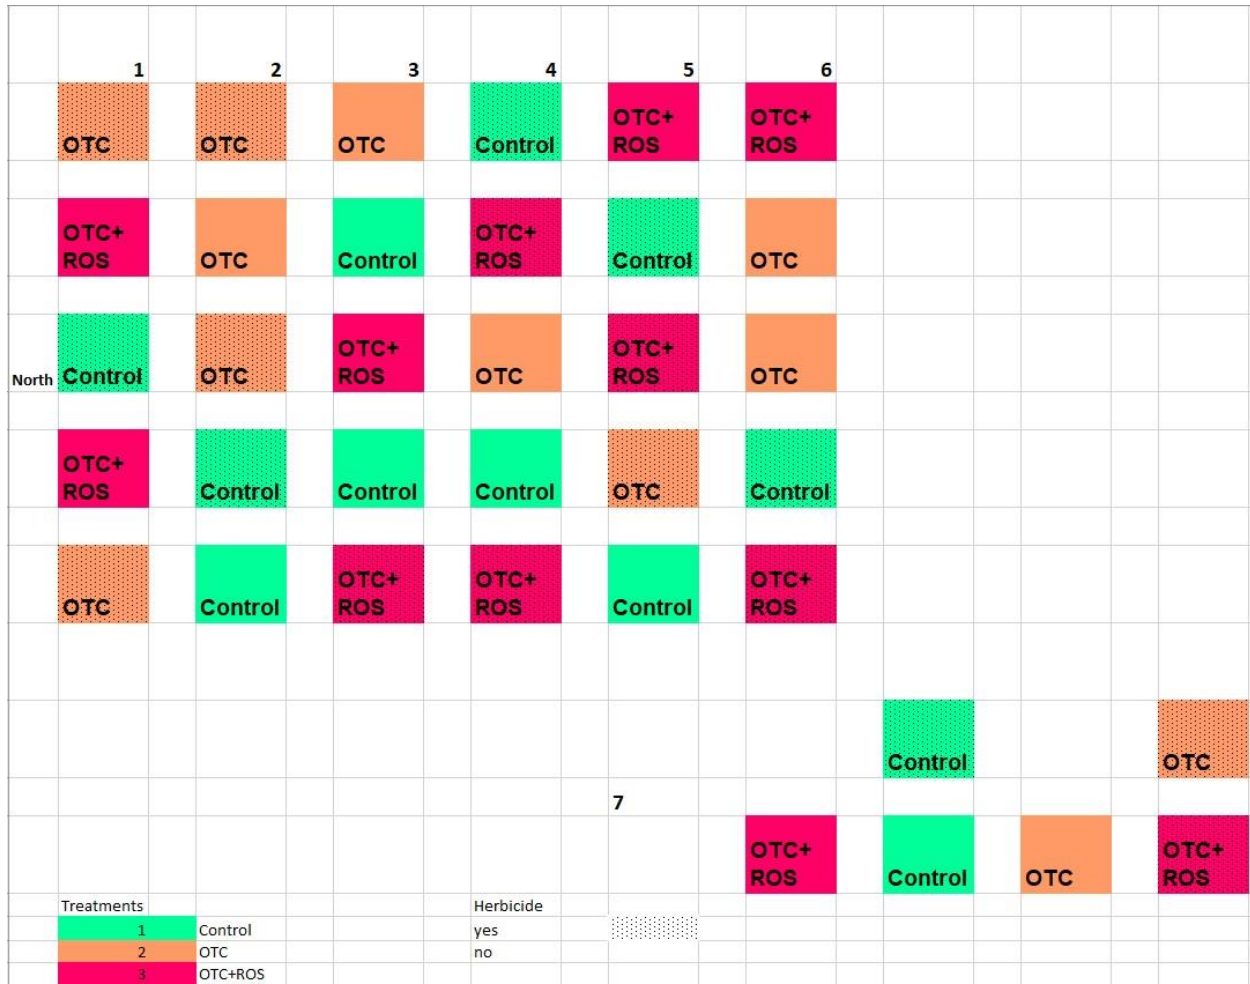 1 2 3 4 5 6
OTC OTC OTC Control OTC+
ROS OTC+
ROS
OTC+
ROS OTC Control OTC+
ROS Control OTC
North Control OTC OTC+
ROS OTC OTC+
ROS OTC
OTC+
ROS Control Control Control OTC Control
OTC Control OTC+
ROS OTC+
ROS Control OTC+
ROS
Control OTC
7
OTC+
ROS Control OTC OTC+
ROS
Treatments Herbicide
1 Control yes
2 OTC no
3 OTC+ROS